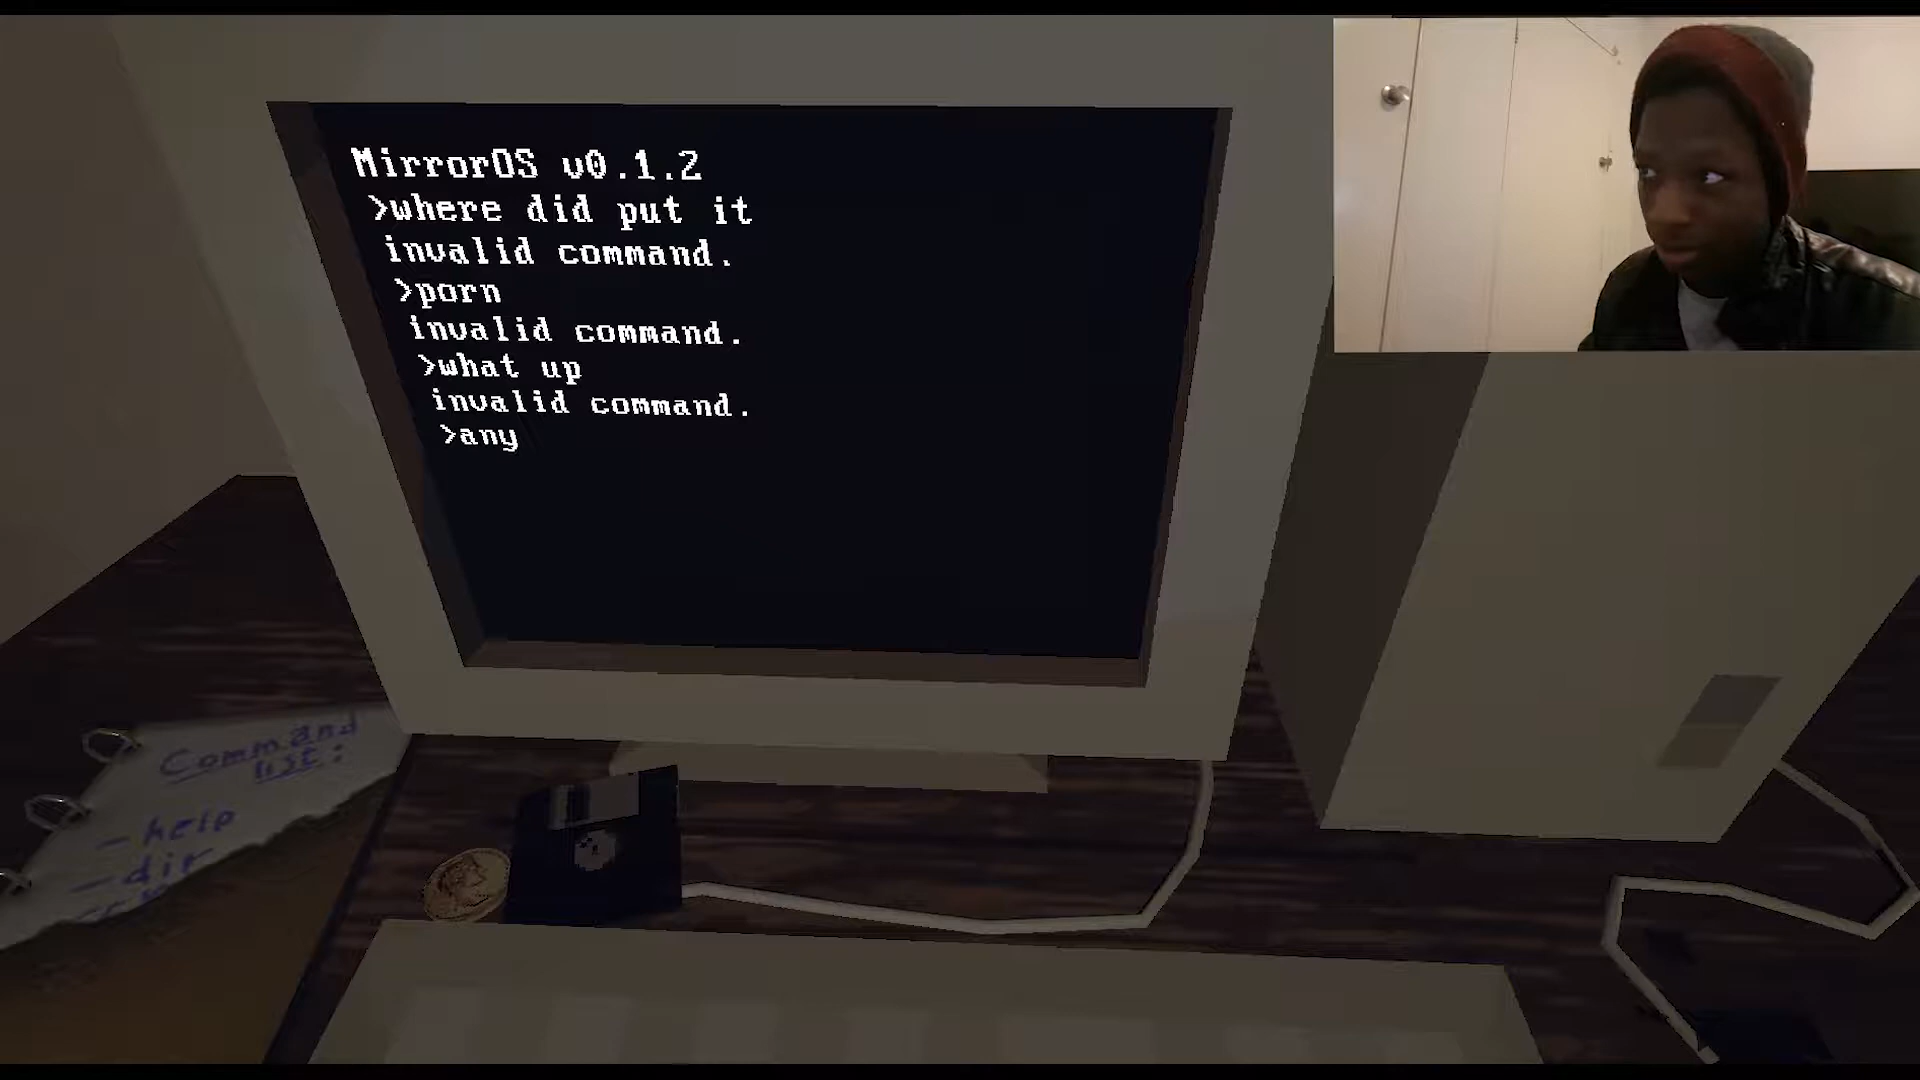 MirrorOS v0.1.2
>where did put it
invalid command.
>porn
invalid command.
>what up
invalid command.
>any
Command
list:
- help
- dir